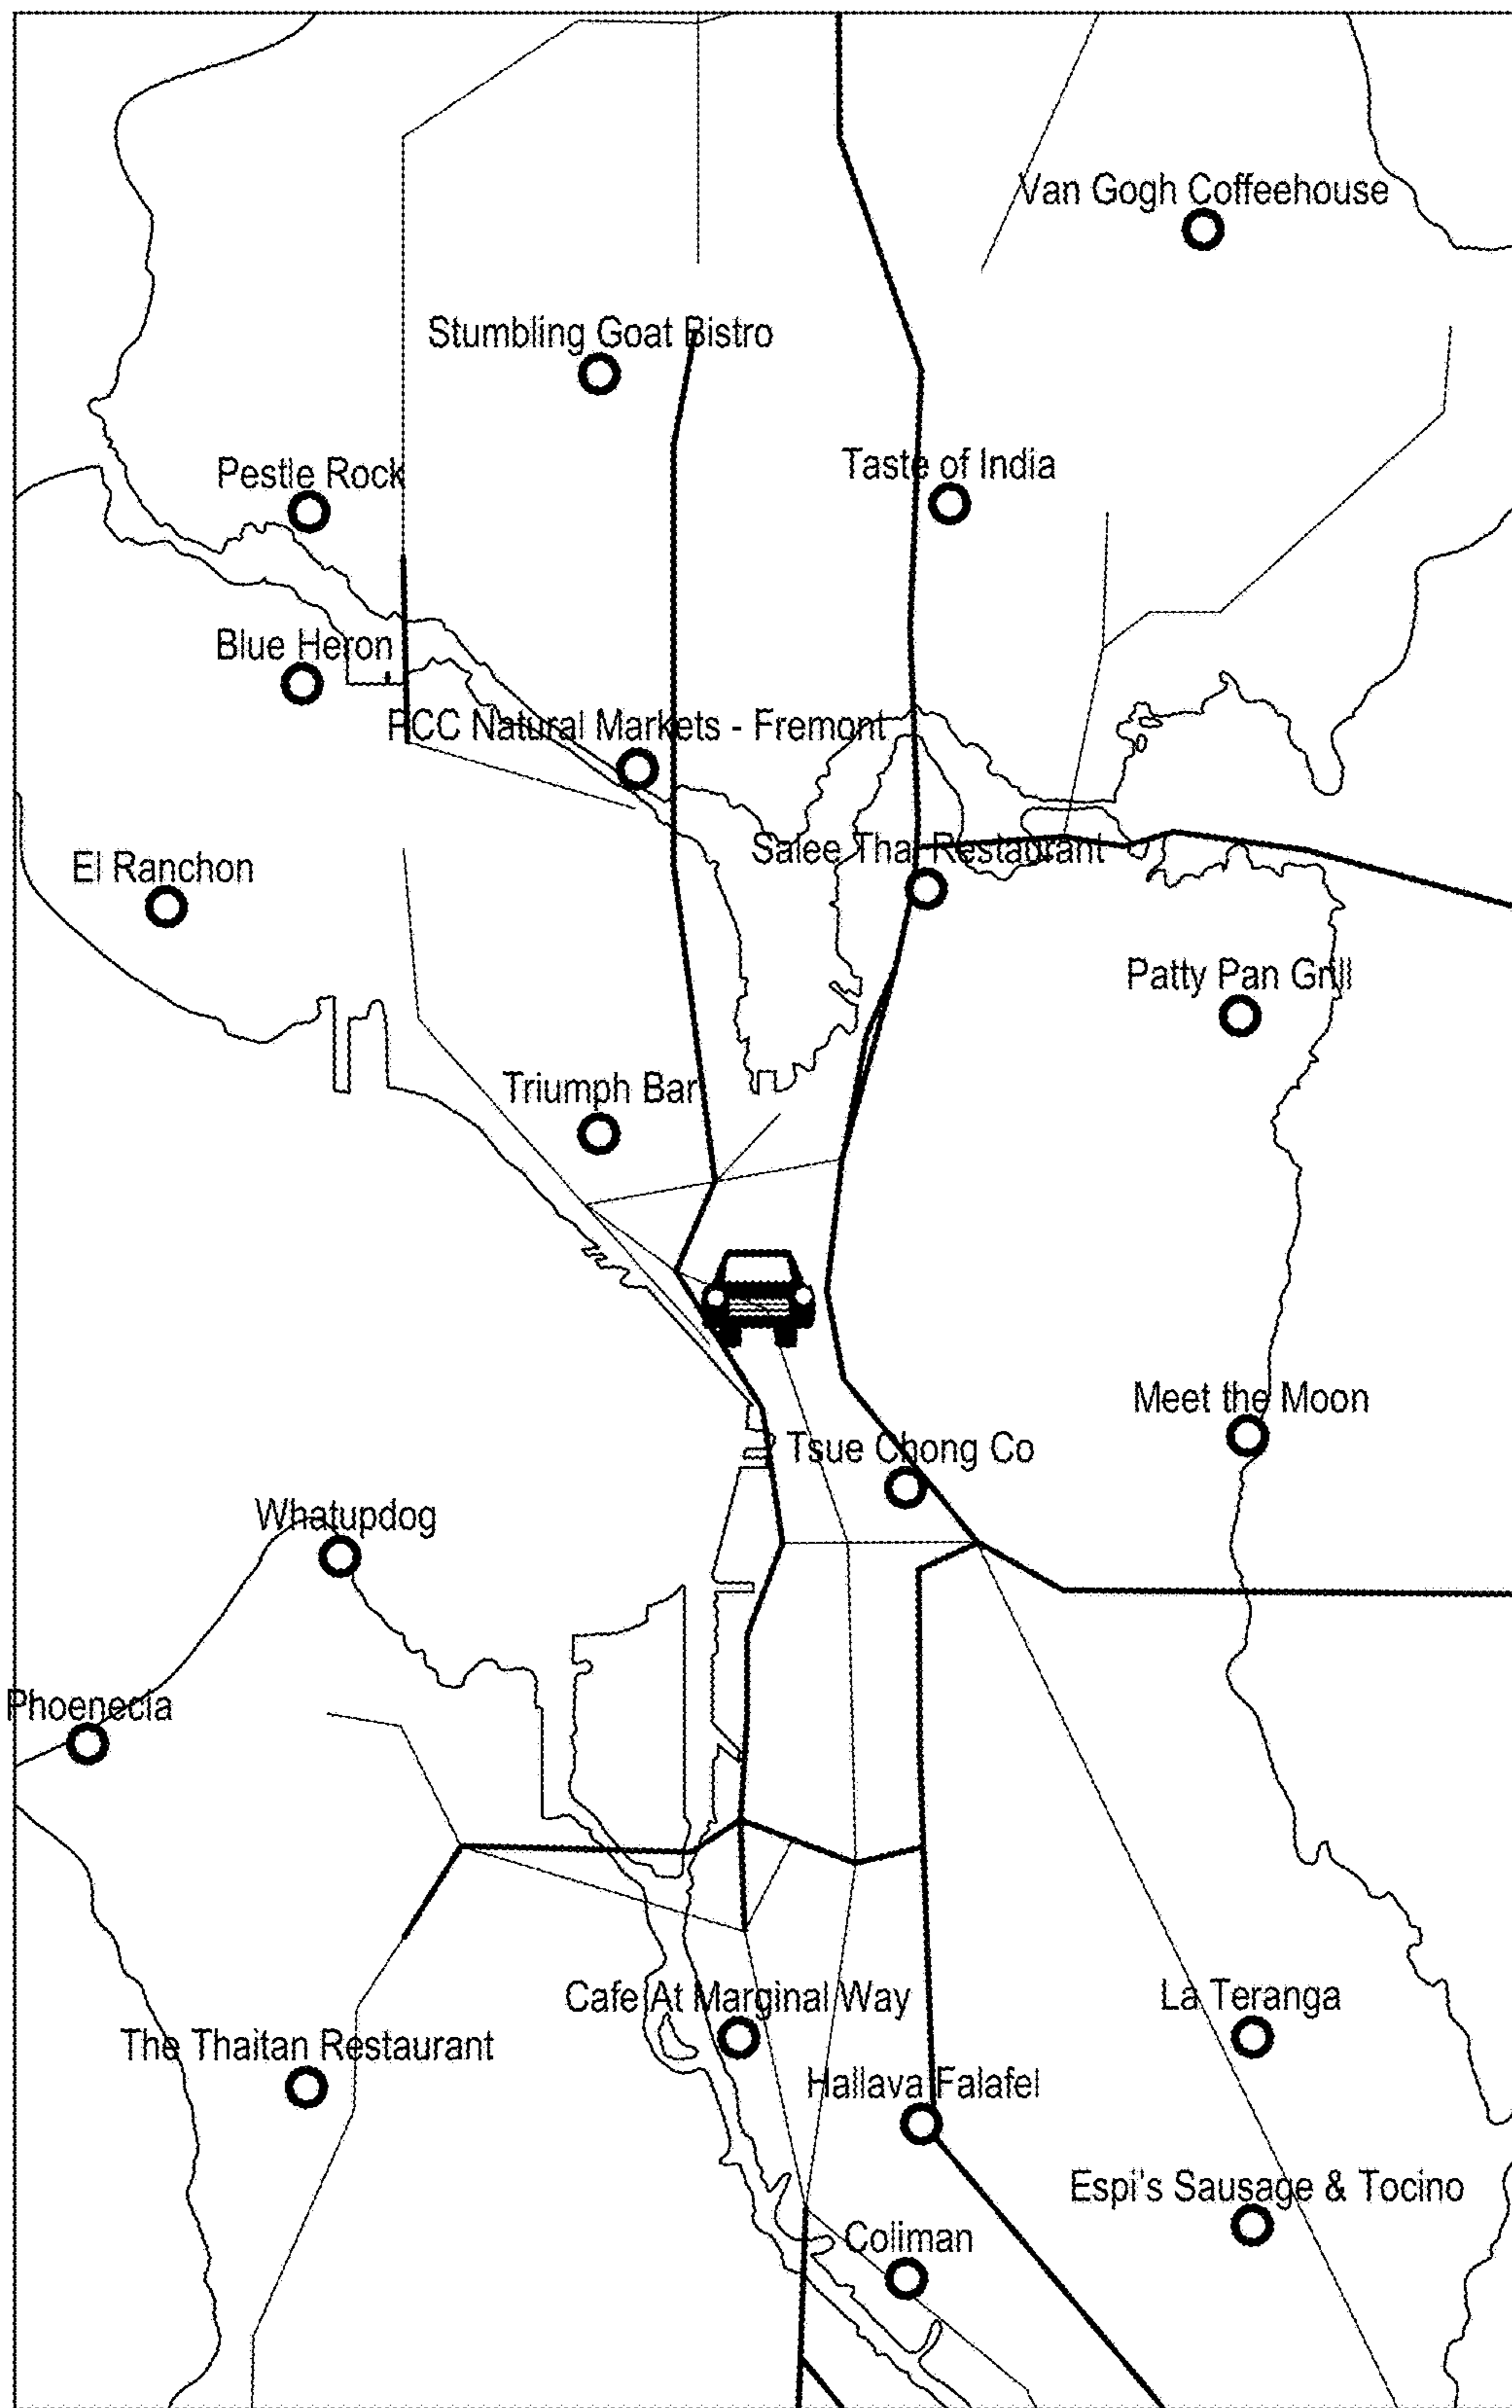 Van Gogh Coffeehouse
Stumbling Goat Bistro
Taste of India
Pestle Rock
Blue Heron
PCC Natural Markets - Fremont
Salee Thai Restaurant
El Ranchon
Patty Pan Grill
Triumph Bar
Meet the Moon
Tsue Chong Co
Whatupdog
Phoenecia
Cafe At Marginal Way
La Teranga
The Thaitan Restaurant
Hallava Falafel
Espi's Sausage & Tocino
Coliman